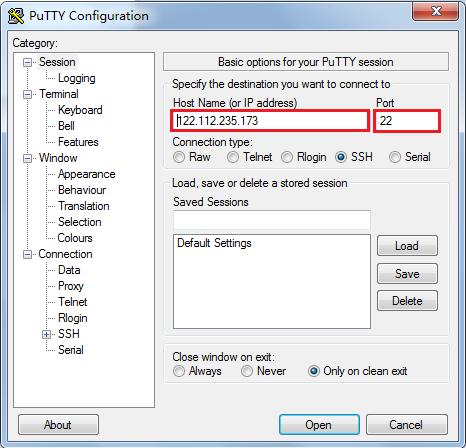 PuTTY Configuration
Category:
Session
Logging
Terminal
Keyboard
Bell
Features
Window
Appearance
Behaviour
Translation
Selection
Colours
Connection
Data
Proxy
Telnet
Rlogin
SSH
Serial
Basic options for your PuTTY session
Specify the destination you want to connect to
Host Name (or IP address) Port
122.112.235.173 22
Connection type:
Raw Telnet Rlogin SSH Serial
Load, save or delete a stored session
Saved Sessions
Default Settings
Load
Save
Delete
Close window on exit:
Always Never Only on clean exit
About Open Cancel